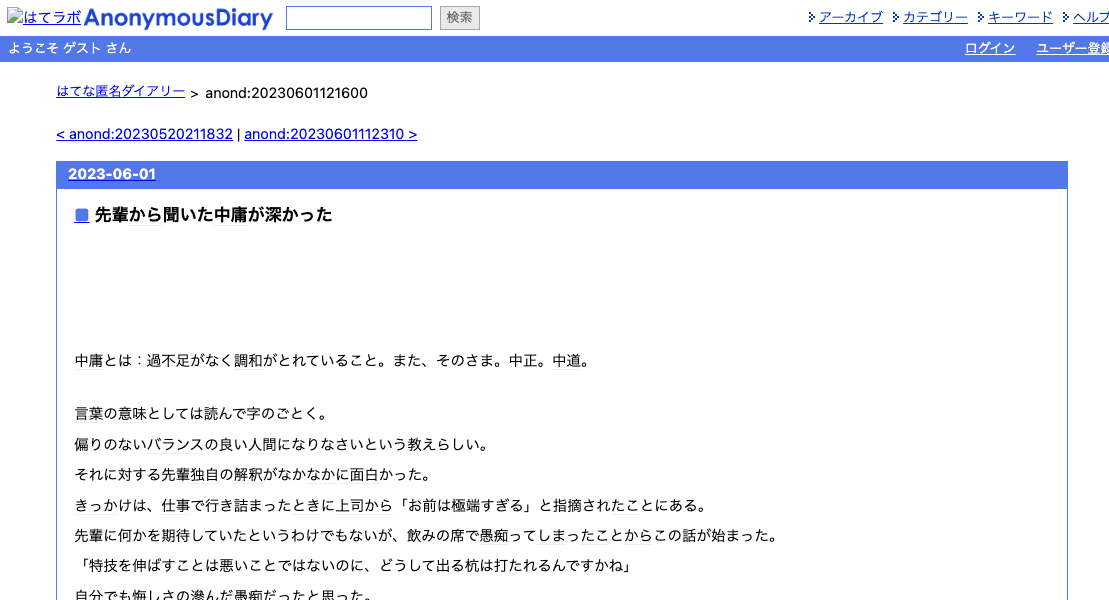 はてラボ AnonymousDiary 検索 アーカイブ カテゴリー キーワード
ようこそ ゲスト さん ログイン
はてな匿名ダイアリー > anond:20230601121600
< anond:20230520211832 | anond:20230601112310 >
2023-06-01
先輩から聞いた中庸が深かった
中庸とは：過不足がなく調和がとれていること。また、そのさま。中正。中道。
言葉の意味としては読んで字のごとく。
偏りのないバランスの良い人間になりなさいという教えらしい。
それに対する先輩独自の解釈がなかなかに面白かった。
きっかけは、仕事で行き詰まったときに上司から「お前は極端すぎる」と指摘されたことにある。
先輩に何かを期待していたというわけでもないが、飲みの席で愚痴ってしまったことからこの話が始まった。
「特技を伸ばすことは悪いことではないのに、どうして出る杭は打たれるんですかね」
自分でも悔しさの滲んだ愚痴だったと思った。